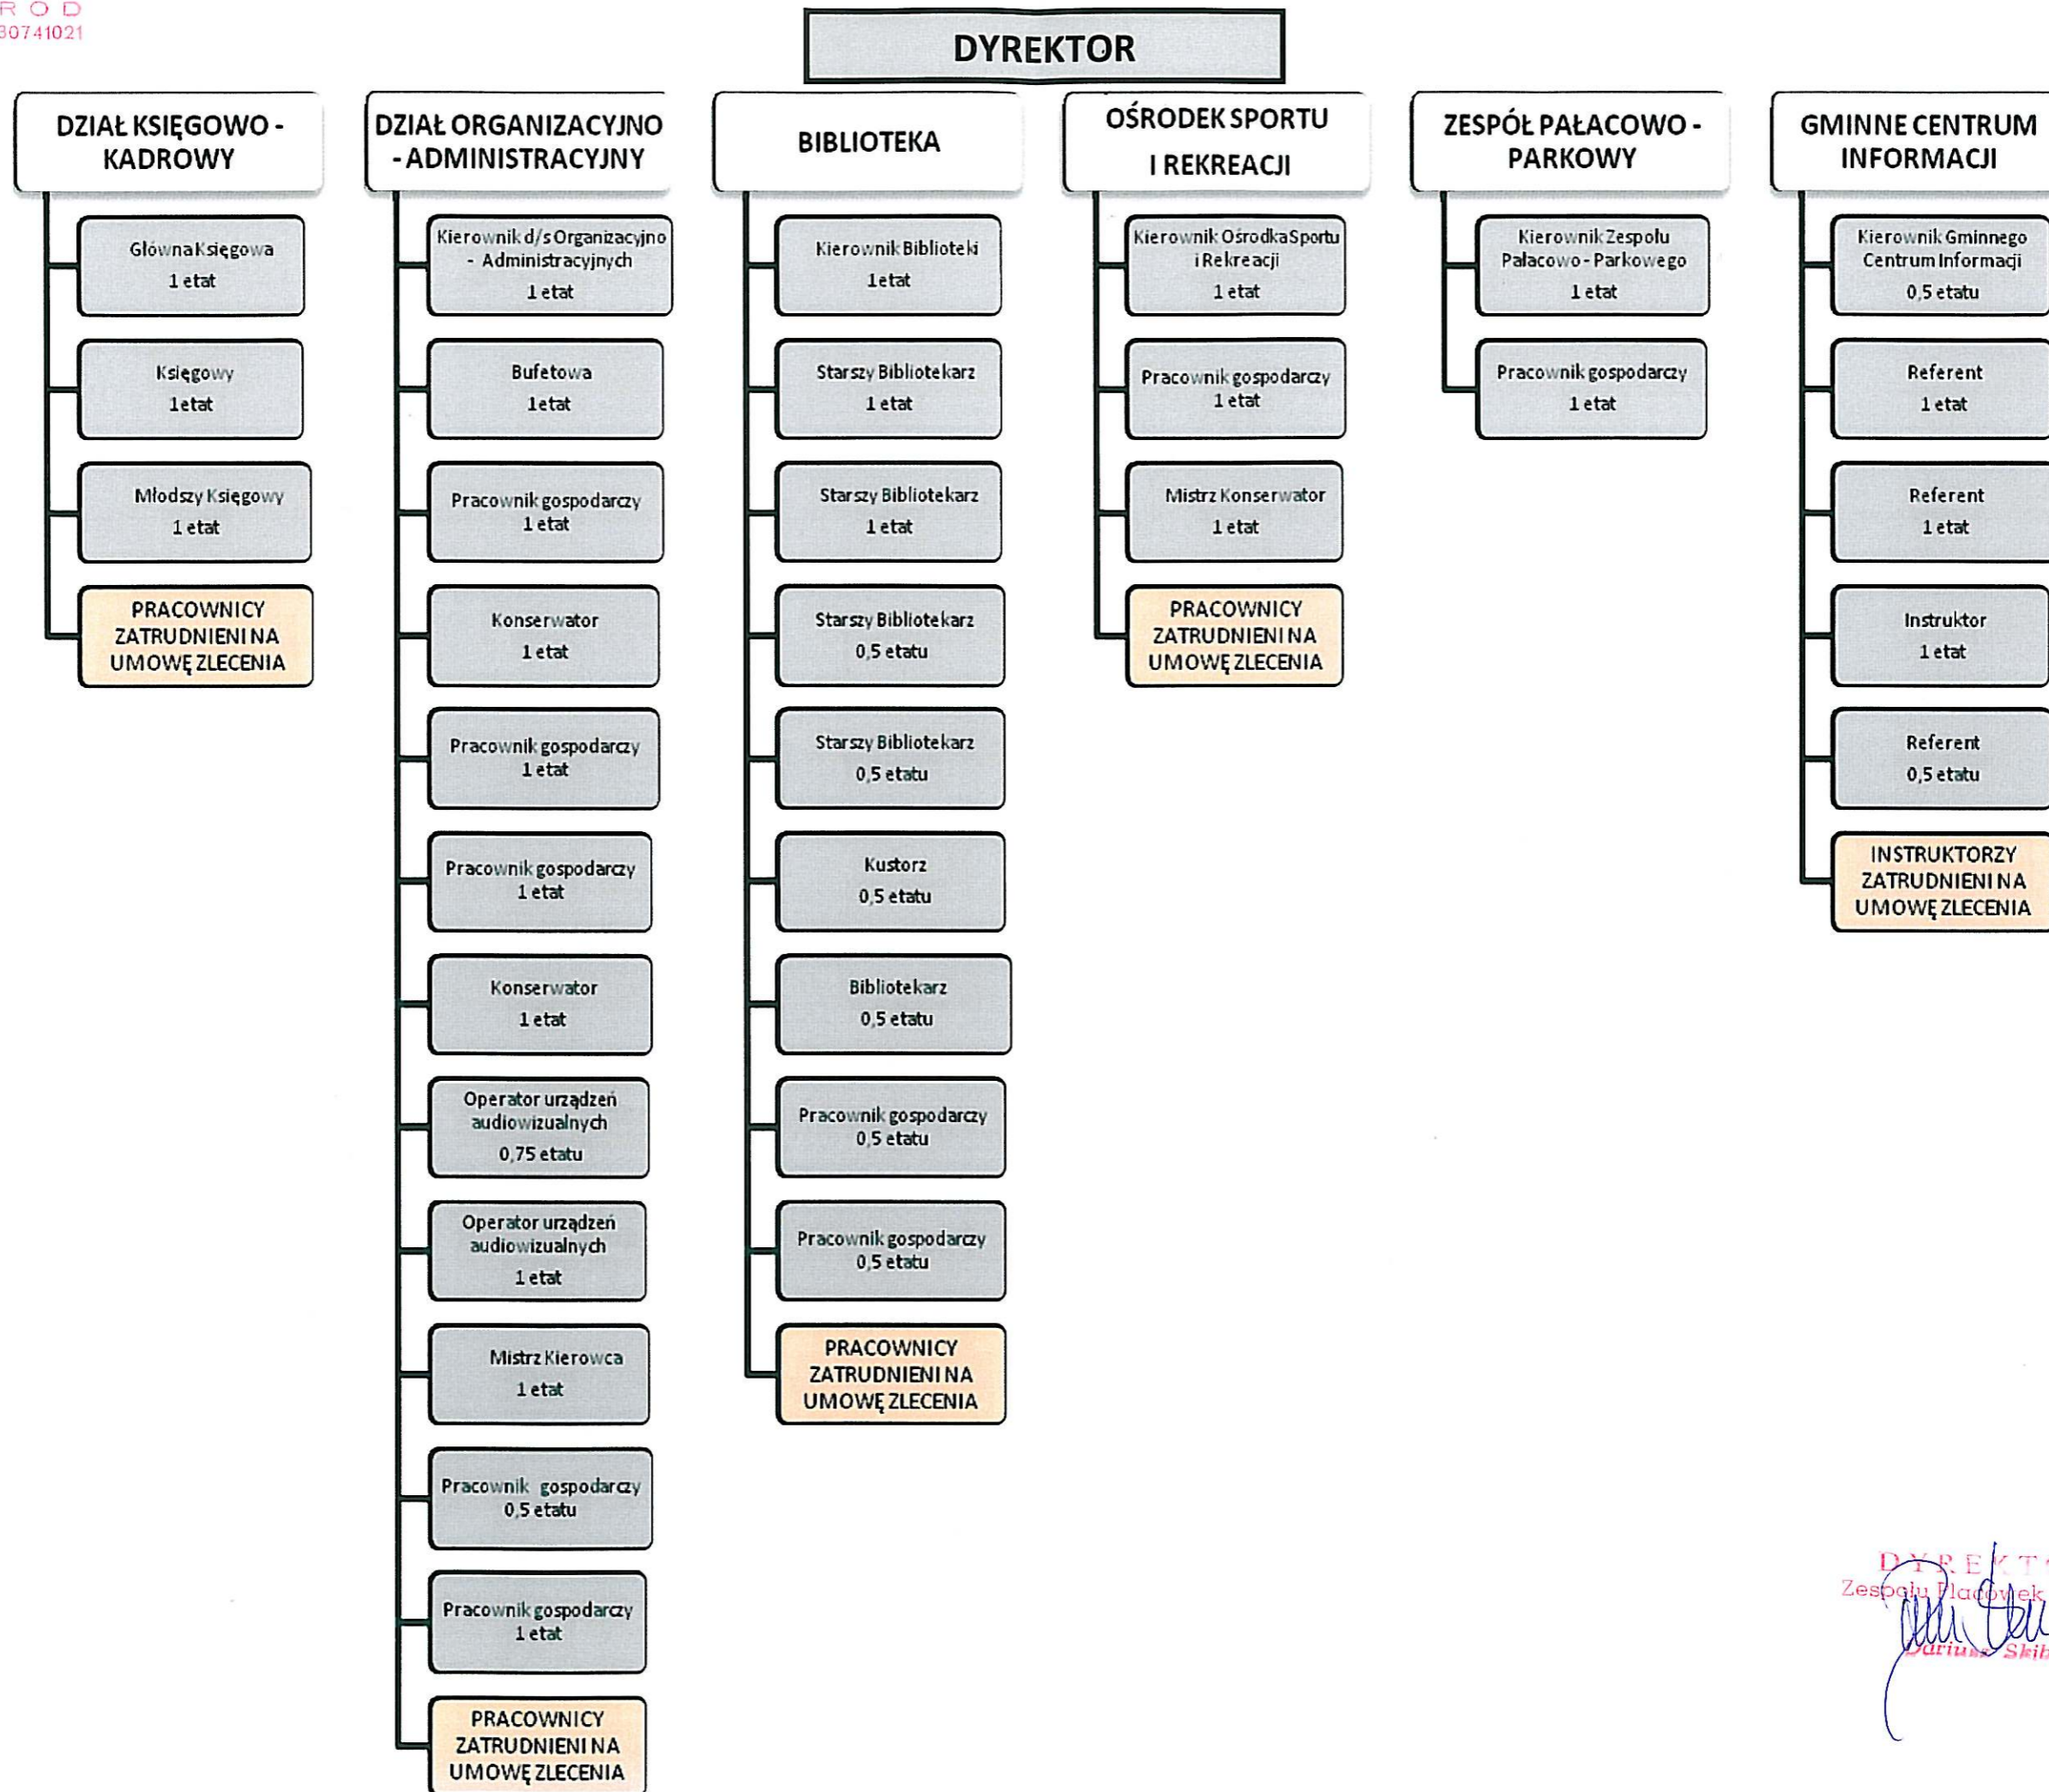 R O D
30741021
DYREKTOR
DZIAŁ KSIĘGOWO -
KADROWY
Główna Księgowa
1 etat
Księgowy
1etat
Młodszy Księgowy
1 etat
PRACOWNICY
ZATRUDNIENI NA
UMOWĘ ZLECENIA
DZIAŁ ORGANIZACYJNO
- ADMINISTRACYJNY
Kierownik d/s Organizacyjno
- Administracyjnych
1 etat
Bufetowa
1etat
Pracownik gospodarczy
1 etat
Konserwator
1 etat
Pracownik gospodarczy
1 etat
Pracownik gospodarczy
1 etat
Konserwator
1 etat
Operator urządzeń
audiowizualnych
0,75 etatu
Operator urządzeń
audiowizualnych
1 etat
Mistrz Kierowca
1 etat
Pracownik gospodarczy
0,5 etatu
Pracownik gospodarczy
1 etat
PRACOWNICY
ZATRUDNIENI NA
UMOWĘ ZLECENIA
BIBLIOTEKA
Kierownik Biblioteki
1etat
Starszy Bibliotekarz
1 etat
Starszy Bibliotekarz
1 etat
Starszy Bibliotekarz
0,5 etatu
Starszy Bibliotekarz
0,5 etatu
Kustorz
0,5 etatu
Bibliotekarz
0,5 etatu
Pracownik gospodarczy
0,5 etatu
Pracownik gospodarczy
0,5 etatu
PRACOWNICY
ZATRUDNIENI NA
UMOWĘ ZLECENIA
OŚRODEK SPORTU
I REKREACJI
Kierownik Ośrodka Sportu
i Rekreacji
1 etat
Pracownik gospodarczy
1 etat
Mistrz Konserwator
1 etat
PRACOWNICY
ZATRUDNIENI NA
UMOWĘ ZLECENIA
ZESPÓŁ PAŁACOWO -
PARKOWY
Kierownik Zespołu
Pałacowo - Parkowego
1 etat
Pracownik gospodarczy
1 etat
GMINNE CENTRUM
INFORMACJI
Kierownik Gminnego
Centrum Informacji
0,5 etatu
Referent
1 etat
Referent
1 etat
Instruktor
1 etat
Referent
0,5 etatu
INSTRUKTORZY
ZATRUDNIENI NA
UMOWĘ ZLECENIA
DYREKT
Zespołu Placówek
Dariusz Skib